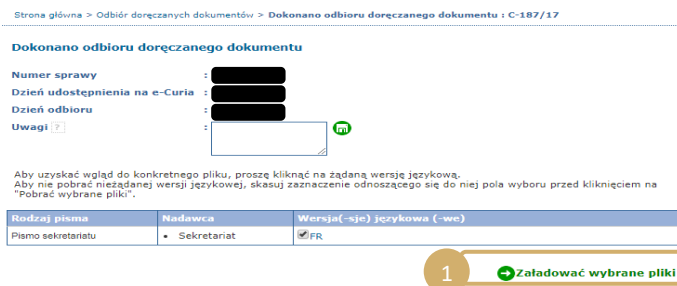 Strona główna > Odbiór doręczanych dokumentów > Dokonano odbioru doręczanego dokumentu : C-187/17
Dokonano odbioru doręczanego dokumentu
Numer sprawy :
Dzień udostępnienia na e-Curia :
Dzień odbioru :
Uwagi ? :
Aby uzyskać wgląd do konkretnego pliku, proszę kliknąć na żądaną wersję językową.
Aby nie pobrać nieżądanej wersji językowej, skasuj zaznaczenie odnoszącego się do niej pola wyboru przed kliknięciem na
"Pobrać wybrane pliki".
Rodzaj pisma Nadawca Wersja(-sje) językowa (-we)
Pismo sekretariatu • Sekretariat FR
1 Załadować wybrane pliki